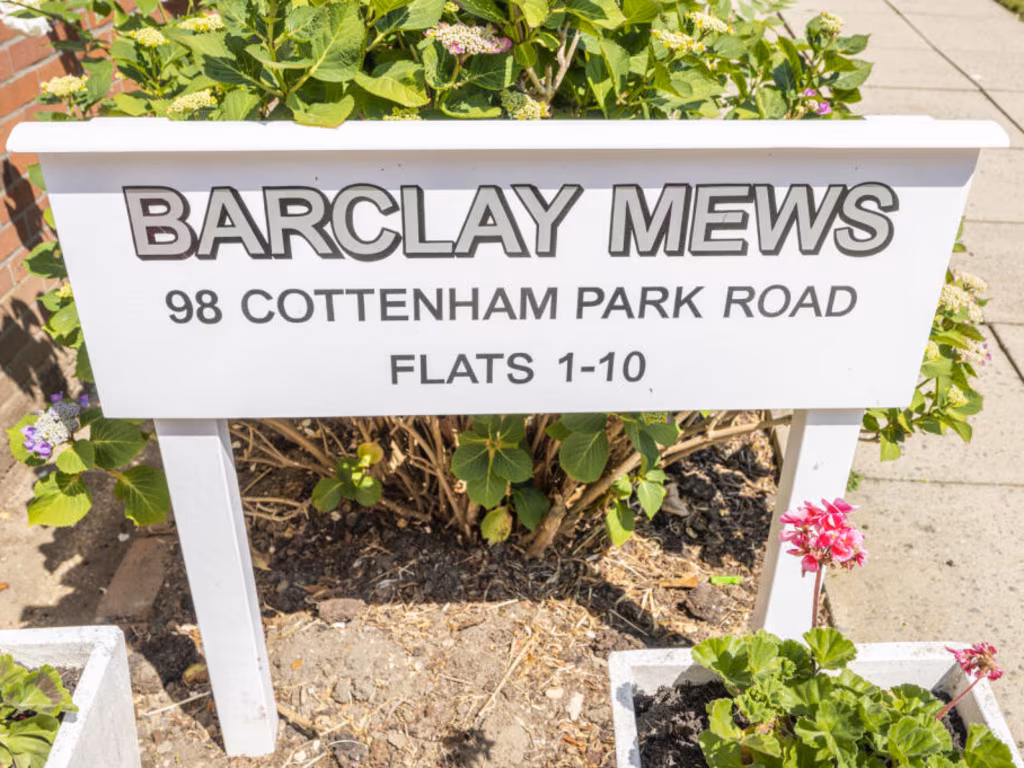 BARCLAY MEWS
98 COTTENHAM PARK ROAD
FLATS 1-10